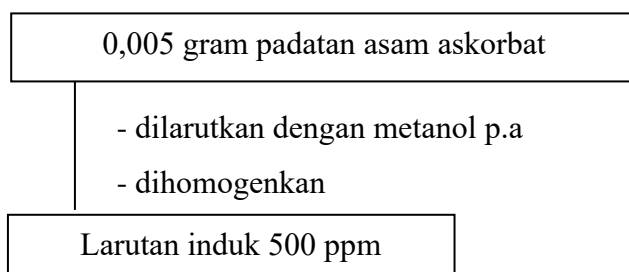 0,005 gram padatan asam askorbat
- dilarutkan dengan metanol p.a
- dihomogenkan
Larutan induk 500 ppm